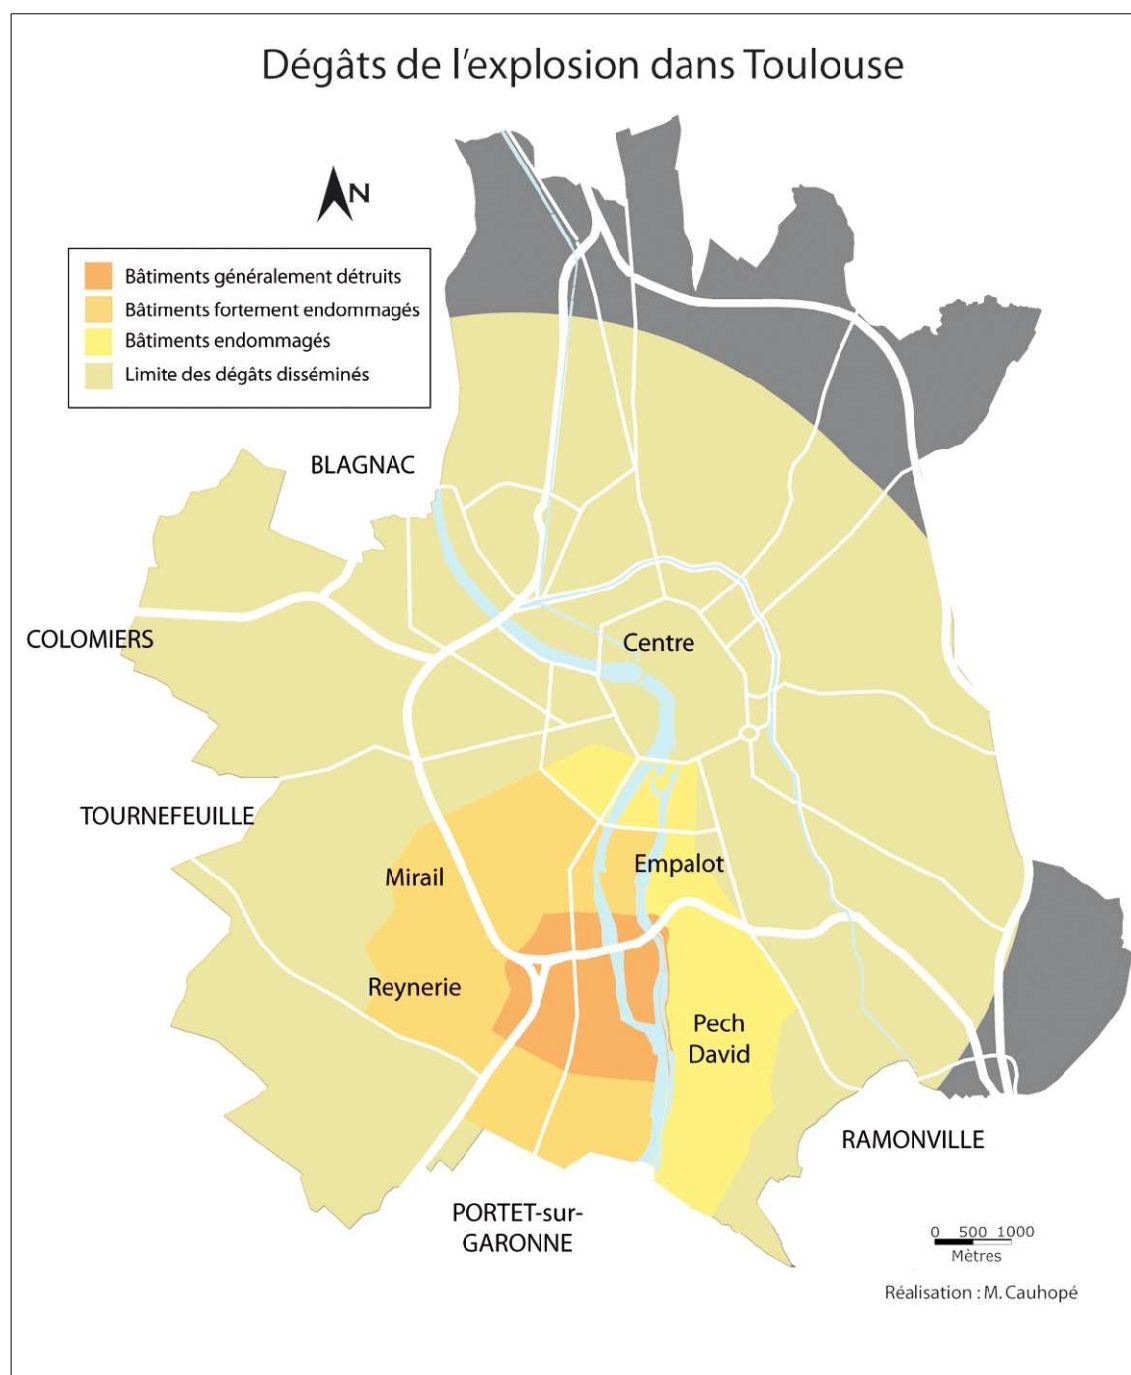 Dégâts de l'explosion dans Toulouse
N
Bâtiments généralement détruits
Bâtiments fortement endommagés
Bâtiments endommagés
Limite des dégâts disséminés
BLAGNAC
COLOMIERS
Centre
TOURNEFEUILLE
Mirail
Empalot
Reynerie
Pech
David
RAMONVILLE
PORTET-sur-
GARONNE
0 500 1000
Mètres
Réalisation : M. Cauhopé